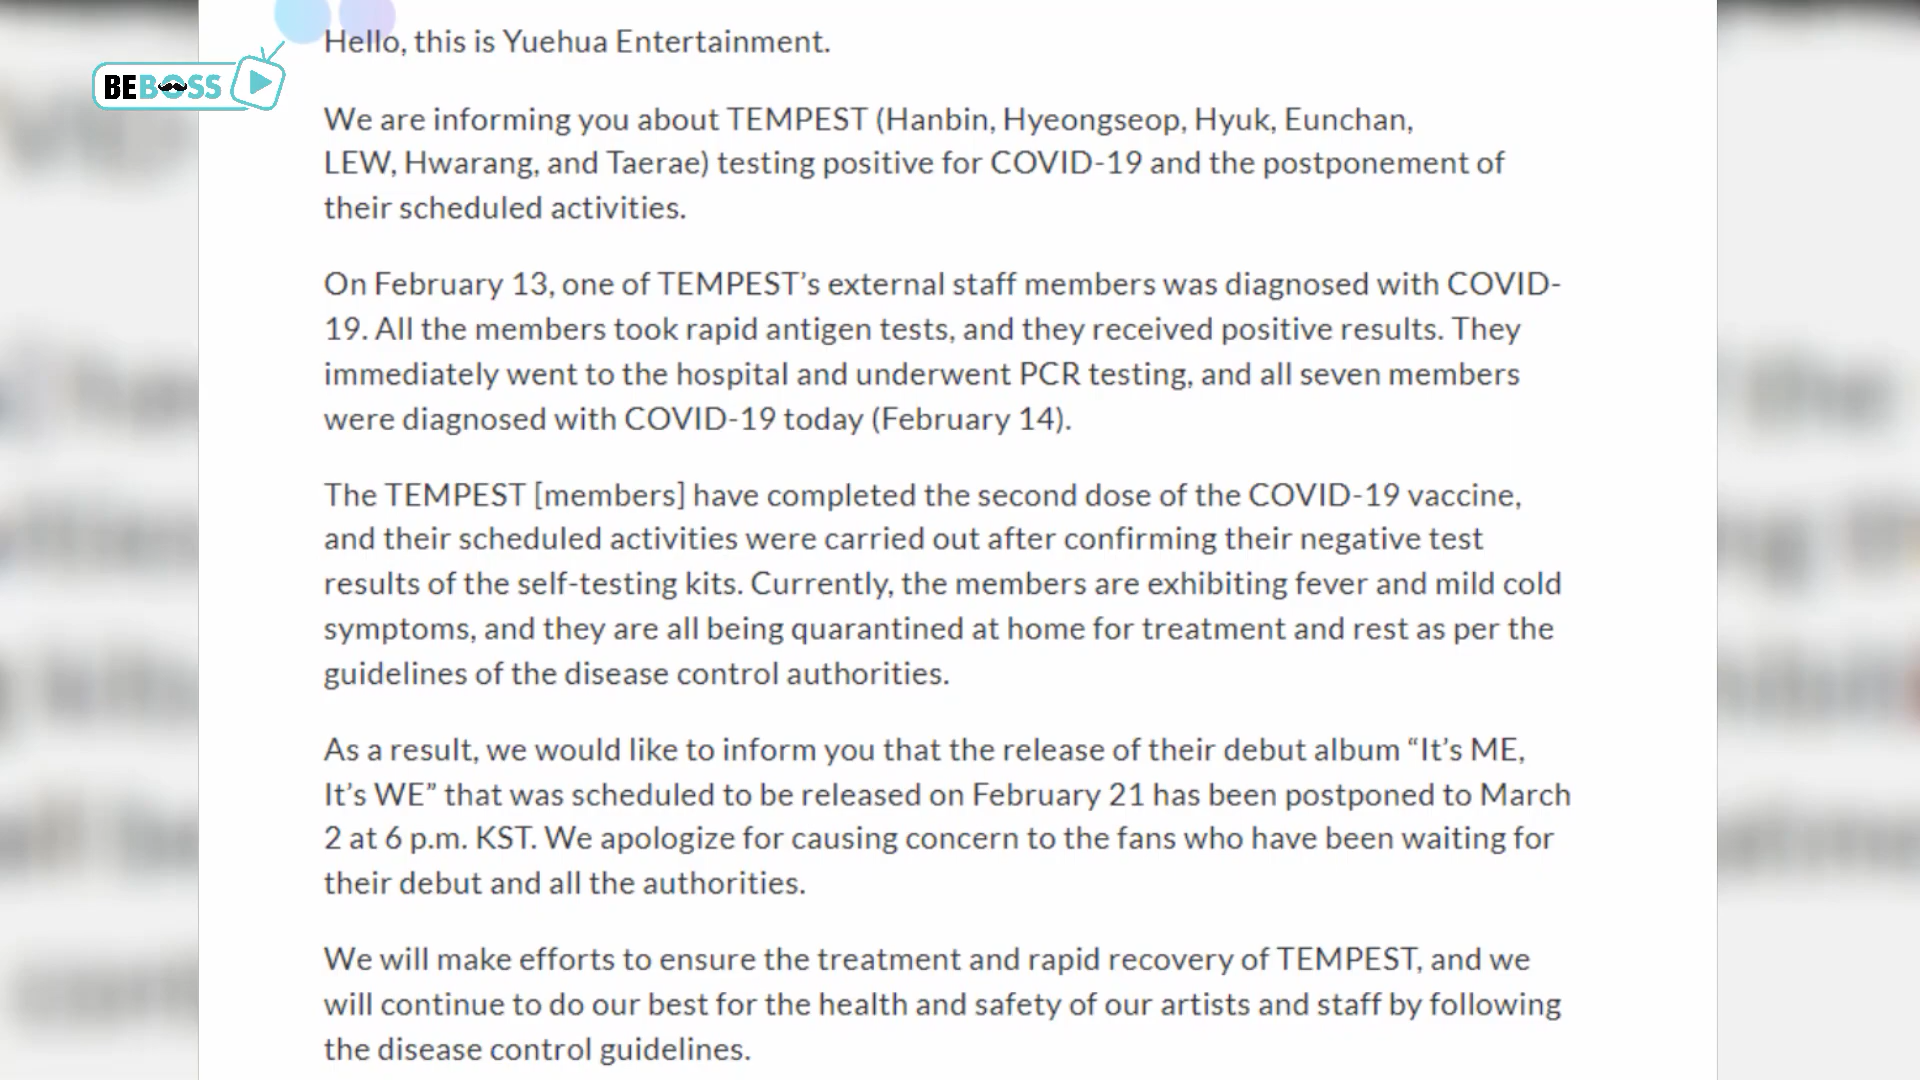 Hello, this is Yuehua Entertainment.
BEBOSS
We are informing you about TEMPEST (Hanbin, Hyeongseop, Hyuk, Eunchan,
LEW, Hwarang, and Taerae) testing positive for COVID-19 and the postponement of
their scheduled activities.
On February 13, one of TEMPEST’s external staff members was diagnosed with COVID-
19. All the members took rapid antigen tests, and they received positive results. They
immediately went to the hospital and underwent PCR testing, and all seven members
were diagnosed with COVID-19 today (February 14).
The TEMPEST [members] have completed the second dose of the COVID-19 vaccine,
and their scheduled activities were carried out after confirming their negative test
results of the self-testing kits. Currently, the members are exhibiting fever and mild cold
symptoms, and they are all being quarantined at home for treatment and rest as per the
guidelines of the disease control authorities.
As a result, we would like to inform you that the release of their debut album “It’s ME,
It’s WE” that was scheduled to be released on February 21 has been postponed to March
2 at 6 p.m. KST. We apologize for causing concern to the fans who have been waiting for
their debut and all the authorities.
We will make efforts to ensure the treatment and rapid recovery of TEMPEST, and we
will continue to do our best for the health and safety of our artists and staff by following
the disease control guidelines.